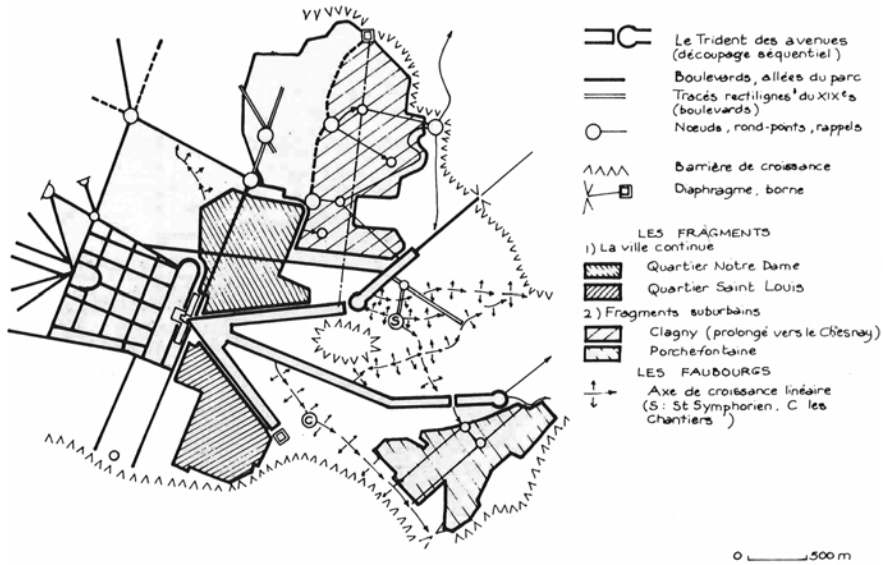 Le Trident des avenues
(découpage séquentiel)
Boulevards, allées du parc
Tracés rectilignes du XIXes
(boulevards)
Nœuds, rond-points, rappels
Barrière de croissance
Diaphragme, borne
LES FRAGMENTS
1) La ville continue
Quartier Notre Dame
Quartier Saint Louis
2) Fragments suburbains
Clagny (prolongé vers le Chesnay)
Porchefontaine
LES FAUBOURGS
Axe de croissance linéaire
(S: St Symphorien, C les
Chantiers )
S
C
0 500 m